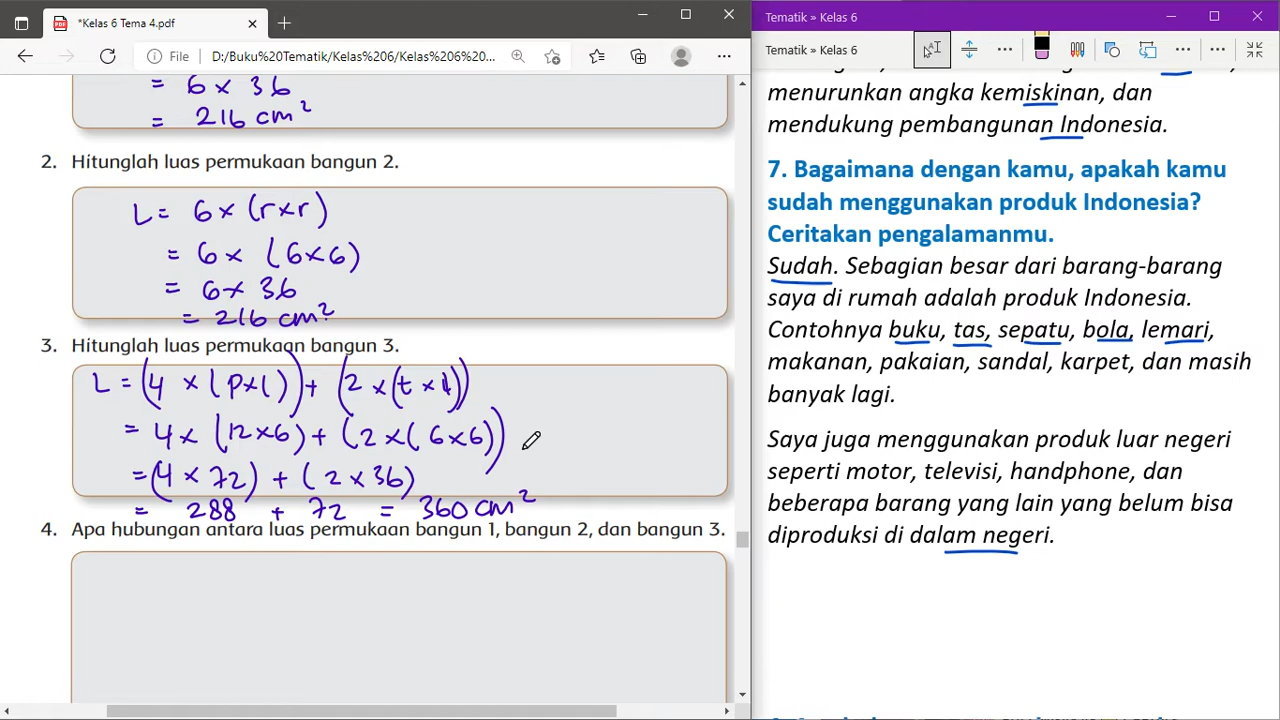 *Kelas 6 Tema 4.pdf
File
D:/Buku%20Tematik/Kelas%206/Kelas%206%20...
= 6 x 36
= 216 cm²
2. Hitunglah luas permukaan bangun 2.
L = 6 x (r x r)
= 6 x (6 x 6)
= 6 x 36
= 216 cm²
3. Hitunglah luas permukaan bangun 3.
= 4 x (12 x 6) + (2 x (6 x 6))
= (4 x 72) + (2 x 36)
= 288 + 72 = 360 cm²
4. Apa hubungan antara luas permukaan bangun 1, bangun 2, dan bangun 3.
Tematik » Kelas 6
Tematik » Kelas 6
menurunkan angka kemiskinan, dan
mendukung pembangunan Indonesia.
7. Bagaimana dengan kamu, apakah kamu
sudah menggunakan produk Indonesia?
Ceritakan pengalamanmu.
Sudah. Sebagian besar dari barang-barang
saya di rumah adalah produk Indonesia.
Contohnya buku, tas, sepatu, bola, lemari,
makanan, pakaian, sandal, karpet, dan masih
banyak lagi.
Saya juga menggunakan produk luar negeri
seperti motor, televisi, handphone, dan
beberapa barang yang lain yang belum bisa
diproduksi di dalam negeri.